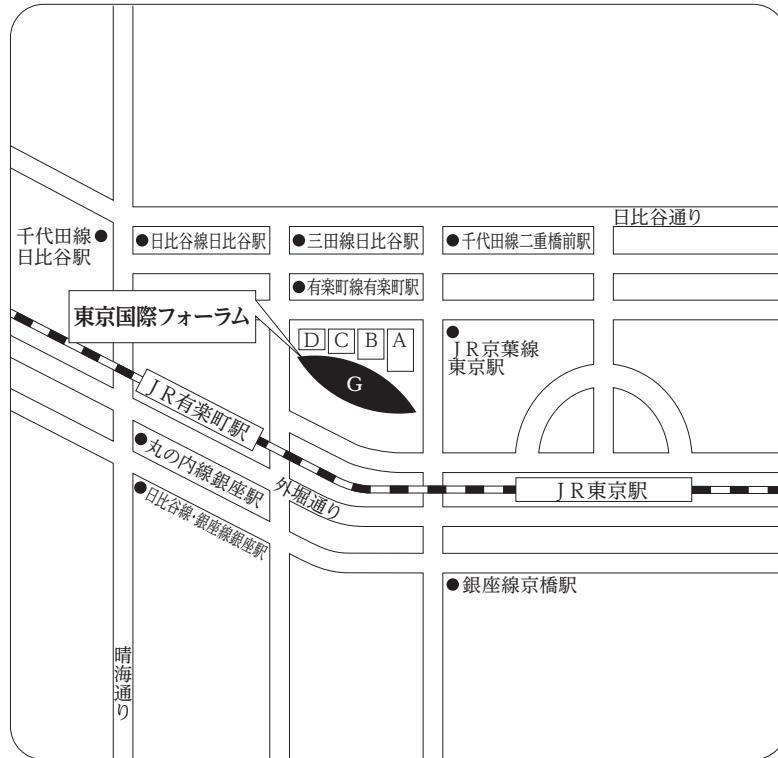 日比谷通り
千代田線
日比谷駅
日比谷線日比谷駅
三田線日比谷駅
千代田線二重橋前駅
有楽町線有楽町駅
東京国際フォーラム
D
C
B
A
G
JR京葉線
東京駅
JR有楽町駅
丸の内線銀座駅
外堀通り
日比谷線・銀座線銀座駅
JR東京駅
銀座線京橋駅
晴海通り